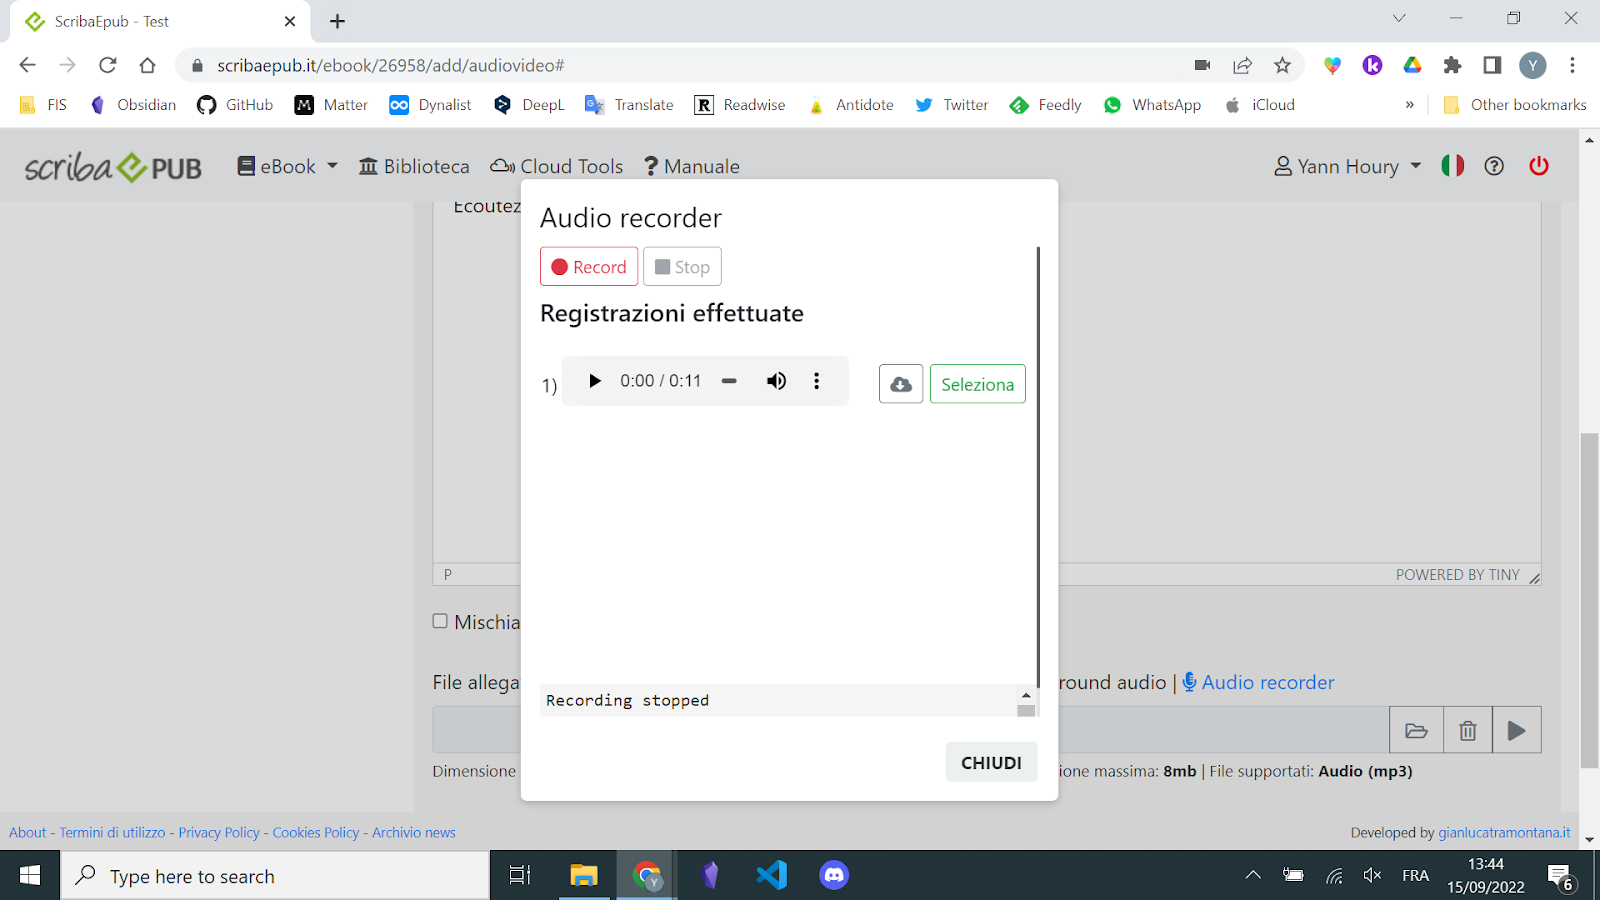 ScribaEpub - Test
scribaepub.it/ebook/26958/add/audiovideo#
Y
FIS
Obsidian
GitHub
Matter
Dynalist
DeepL
Translate
Readwise
Antidote
Twitter
Feedly
WhatsApp
iCloud
»
Other bookmarks
scriba e PUB
eBook
Biblioteca
Cloud Tools
Manuale
Yann Houry
Ecoutez
Audio recorder
Record
Stop
Registrazioni effettuate
1)
0:00 / 0:11
Seleziona
P
POWERED BY TINY
Mischia
File allega
round audio | Audio recorder
Recording stopped
CHIUDI
Dimensione
ione massima: 8mb | File supportati: Audio (mp3)
About - Termini di utilizzo - Privacy Policy - Cookies Policy - Archivio news
Developed by gianlucatramontana.it
Type here to search
Y
FRA
13:44
15/09/2022
6